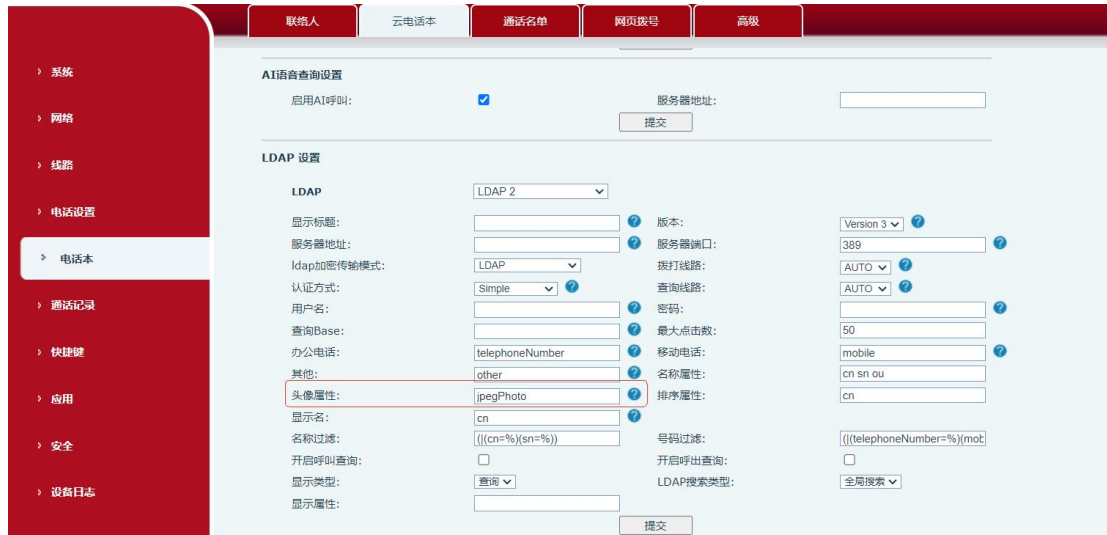 联络人 云电话本 通话名单 网页拨号 高级
系统
网络
线路
电话设置
电话本
通话记录
快捷键
应用
安全
设备日志
AI语音查询设置
启用AI呼叫: 服务器地址:
提交
LDAP 设置
LDAP LDAP 2
显示标题: 版本: Version 3
服务器地址: 服务器端口: 389
ldap加密传输模式: LDAP 拨打线路: AUTO
认证方式: Simple 查询线路: AUTO
用户名: 密码:
查询Base: 最大点击数: 50
办公电话: telephoneNumber 移动电话: mobile
其他: other 名称属性: cn sn ou
头像属性: jpegPhoto 排序属性: cn
显示名: cn
名称过滤: (|(cn=%)(sn=%)) 号码过滤: (|(telephoneNumber=%)(mot
开启呼叫查询: 开启呼出查询:
显示类型: 查询 LDAP搜索类型: 全局搜索
显示属性:
提交